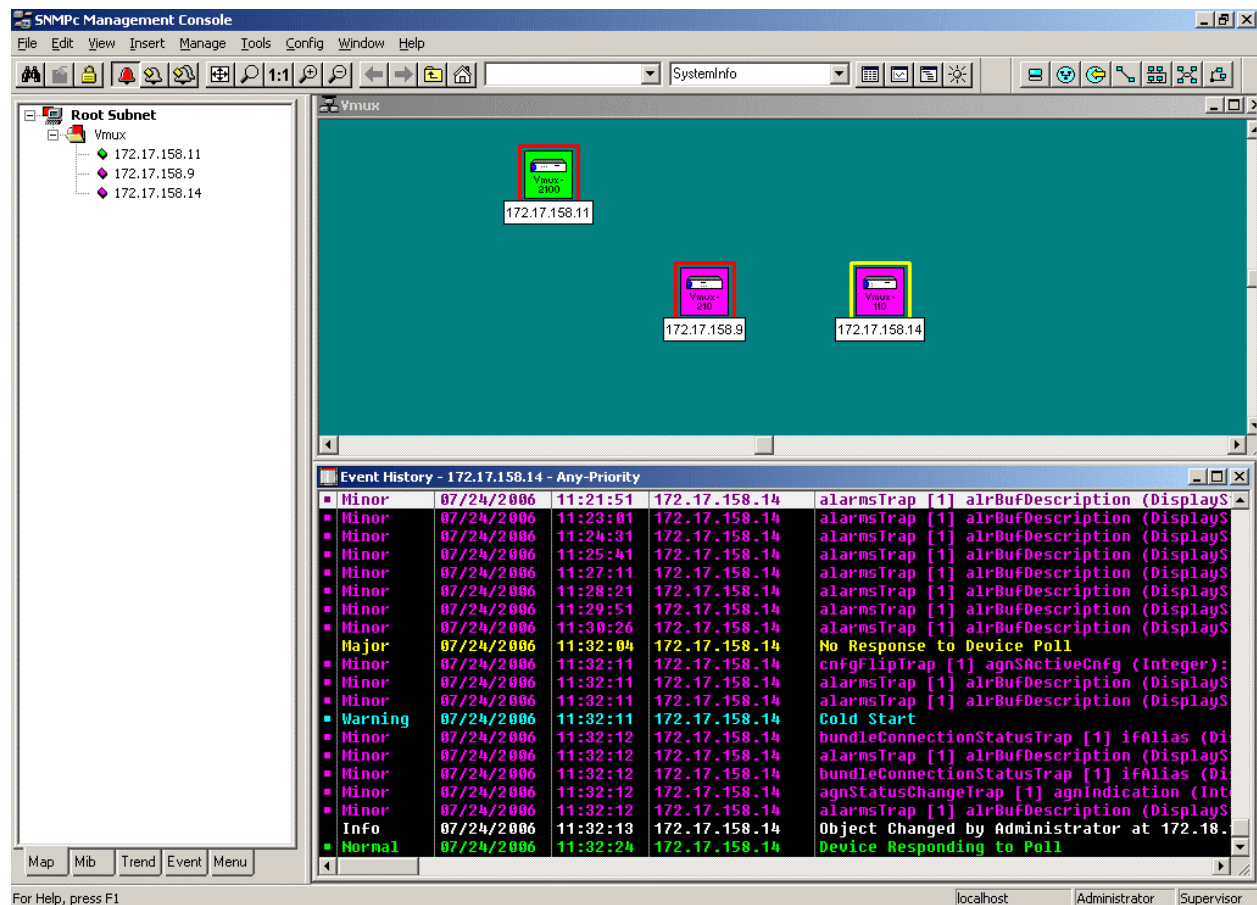 SNMPc Management Console
File Edit View Insert Manage Tools Config Window Help
1:1 SystemInfo
Root Subnet
Vmux
172.17.158.11
172.17.158.9
172.17.158.14
Vmux
Vmux-
2100
172.17.158.11
Vmux-
210
172.17.158.9
Vmux-
110
172.17.158.14
Event History - 172.17.158.14 - Any-Priority
Minor 07/24/2006 11:21:51 172.17.158.14 alarmsTrap [1] alrBufDescription (DisplayS
Minor 07/24/2006 11:23:01 172.17.158.14 alarmsTrap [1] alrBufDescription (DisplayS
Minor 07/24/2006 11:24:31 172.17.158.14 alarmsTrap [1] alrBufDescription (DisplayS
Minor 07/24/2006 11:25:41 172.17.158.14 alarmsTrap [1] alrBufDescription (DisplayS
Minor 07/24/2006 11:27:11 172.17.158.14 alarmsTrap [1] alrBufDescription (DisplayS
Minor 07/24/2006 11:28:21 172.17.158.14 alarmsTrap [1] alrBufDescription (DisplayS
Minor 07/24/2006 11:29:51 172.17.158.14 alarmsTrap [1] alrBufDescription (DisplayS
Minor 07/24/2006 11:30:26 172.17.158.14 alarmsTrap [1] alrBufDescription (DisplayS
Major 07/24/2006 11:32:04 172.17.158.14 No Response to Device Poll
Minor 07/24/2006 11:32:11 172.17.158.14 cnfgFlipTrap [1] agnSActiveCnfg (Integer):
Minor 07/24/2006 11:32:11 172.17.158.14 alarmsTrap [1] alrBufDescription (DisplayS
Minor 07/24/2006 11:32:11 172.17.158.14 alarmsTrap [1] alrBufDescription (DisplayS
Warning 07/24/2006 11:32:11 172.17.158.14 Cold Start
Minor 07/24/2006 11:32:12 172.17.158.14 bundleConnectionStatusTrap [1] ifAlias (Di
Minor 07/24/2006 11:32:12 172.17.158.14 alarmsTrap [1] alrBufDescription (DisplayS
Minor 07/24/2006 11:32:12 172.17.158.14 bundleConnectionStatusTrap [1] ifAlias (Di
Minor 07/24/2006 11:32:12 172.17.158.14 agnStatusChangeTrap [1] agnIndication (Int
Minor 07/24/2006 11:32:12 172.17.158.14 alarmsTrap [1] alrBufDescription (DisplayS
Info 07/24/2006 11:32:13 172.17.158.14 Object Changed by Administrator at 172.18.
Normal 07/24/2006 11:32:24 172.17.158.14 Device Responding to Poll
Map Mib Trend Event Menu
For Help, press F1 localhost Administrator Supervisor